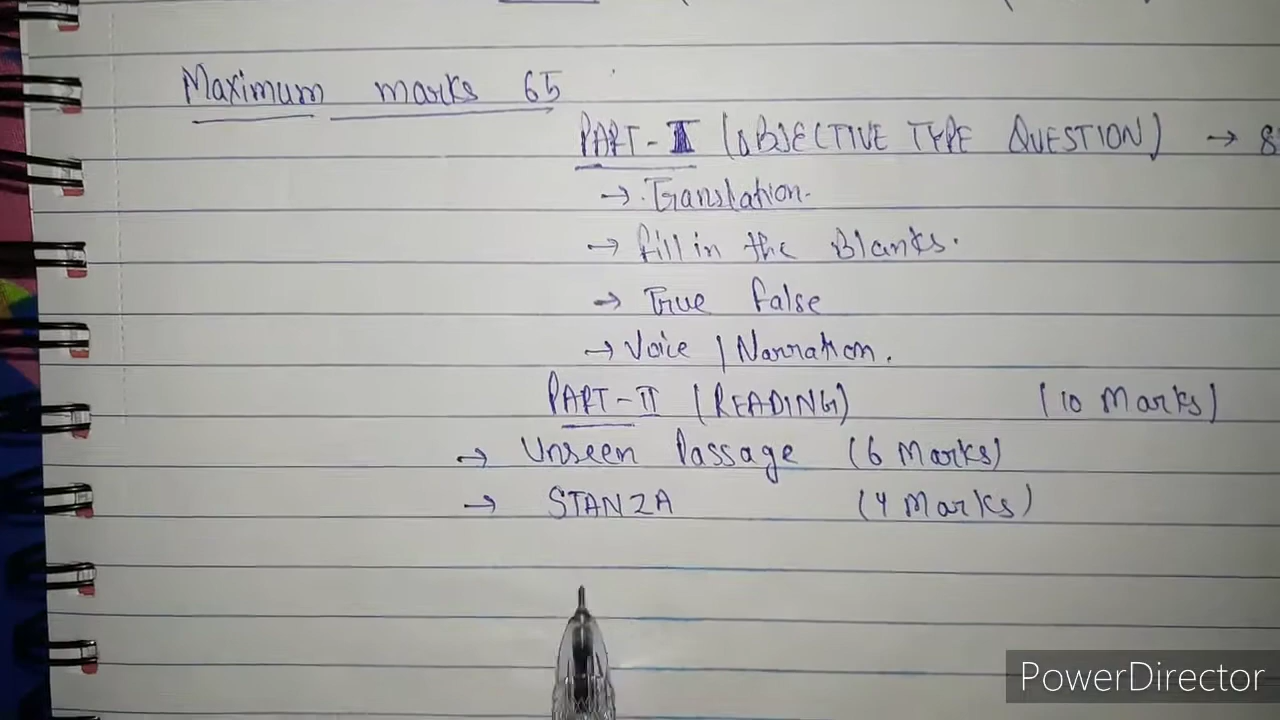 Maximum marks 65
PART-I (OBJECTIVE TYPE QUESTION) → 8
→ Translation.
→ fill in the Blanks.
→ True false
→ Voice / Narration.
PART-II (READING) (10 Marks)
→ Unseen Passage (6 Marks)
→ STANZA (4 Marks)
PowerDirector